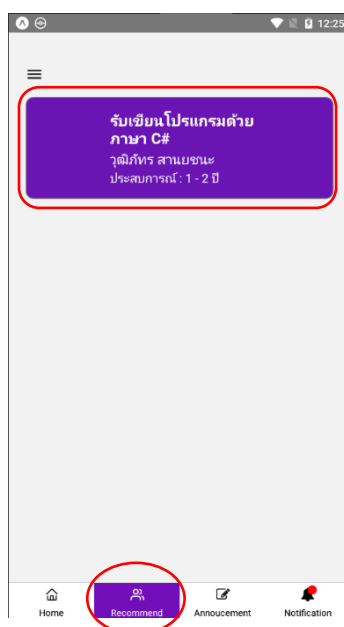 12:25
รับเขียนโปรแกรมด้วย
ภาษา C#
วุฒิภัทร สานยชนะ
ประสบการณ์ : 1 - 2 ปี
Home Recommend Annoucement Notification